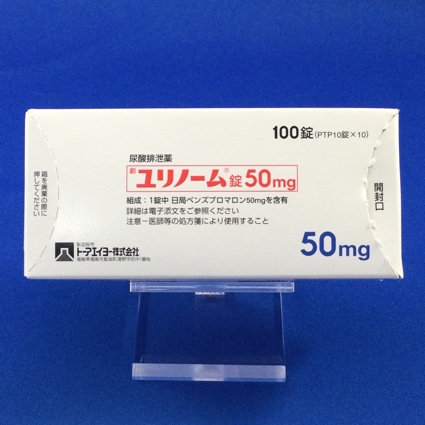 100錠(PTP10錠×10)
尿酸排泄薬
劇 ユリノーム®錠50mg
組成:1錠中 日局ベンズブロマロン50mgを含有
詳細は電子添文をご参照ください
注意-医師等の処方箋により使用すること
製造販売
トーアエイヨー株式会社
50mg
開封口
箱を廃棄の際に
押してください